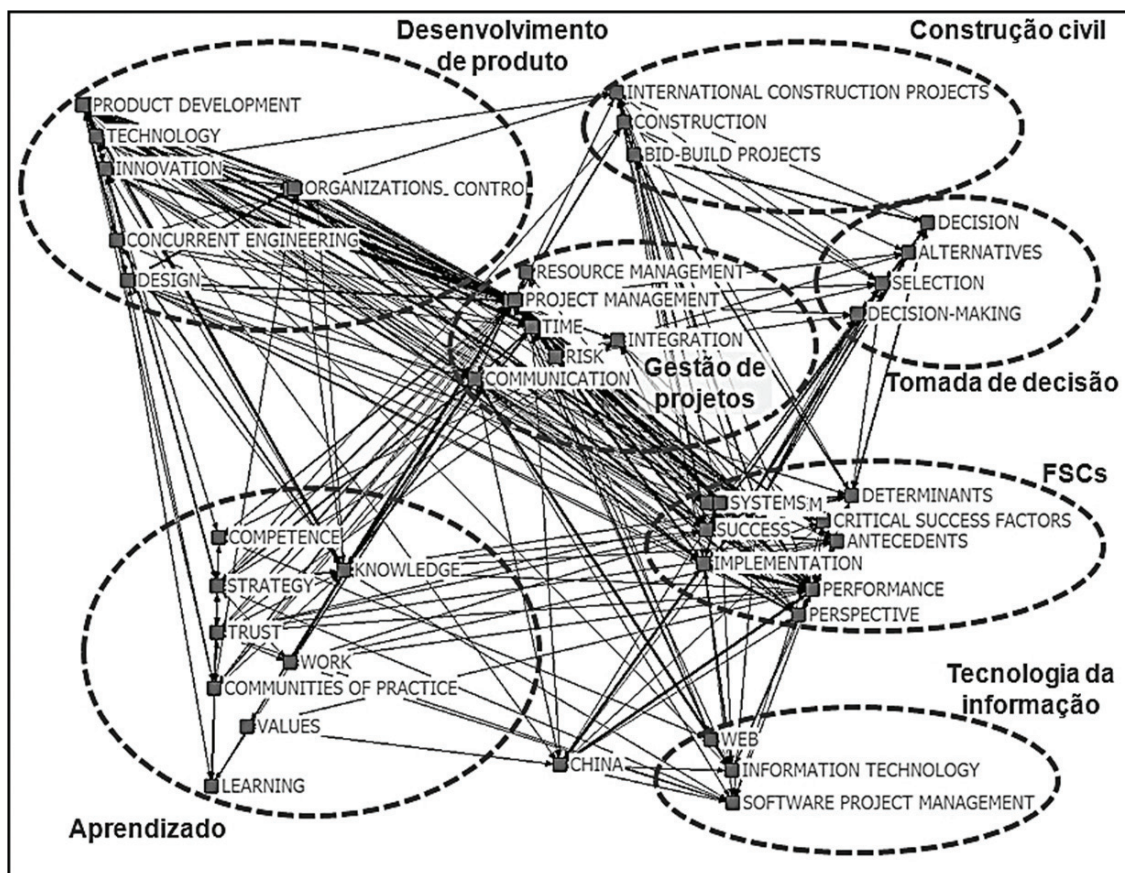 Desenvolvimento
de produto
PRODUCT DEVELOPMENT
TECHNOLOGY
INNOVATION
ORGANIZATIONS
CONTRO
CONCURRENT ENGINEERING
DESIGN
Construção civil
INTERNATIONAL CONSTRUCTION PROJECTS
CONSTRUCTION
BID-BUILD PROJECTS
DECISION
ALTERNATIVES
SELECTION
DECISION-MAKING
Tomada de decisão
RESOURCE MANAGEMENT
PROJECT MANAGEMENT
TIME
INTEGRATION
RISK
COMMUNICATION
Gestão de
projetos
FSCs
SYSTEMS
DETERMINANTS
CRITICAL SUCCESS FACTORS
SUCCESS
ANTECEDENTS
IMPLEMENTATION
PERFORMANCE
PERSPECTIVE
COMPETENCE
KNOWLEDGE
STRATEGY
TRUST
WORK
COMMUNITIES OF PRACTICE
VALUES
LEARNING
Aprendizado
CHINA
Tecnologia da
informação
WEB
INFORMATION TECHNOLOGY
SOFTWARE PROJECT MANAGEMENT